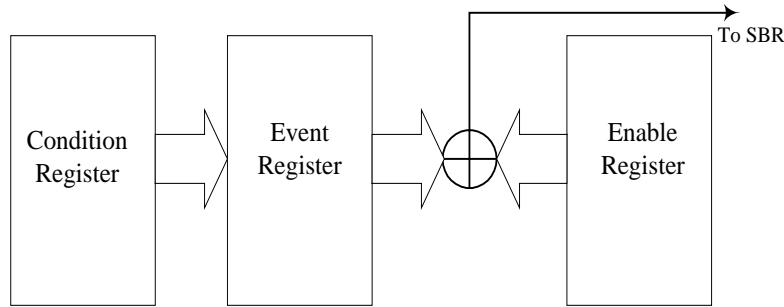 To SBR
Condition
Register
Event
Register
Enable
Register